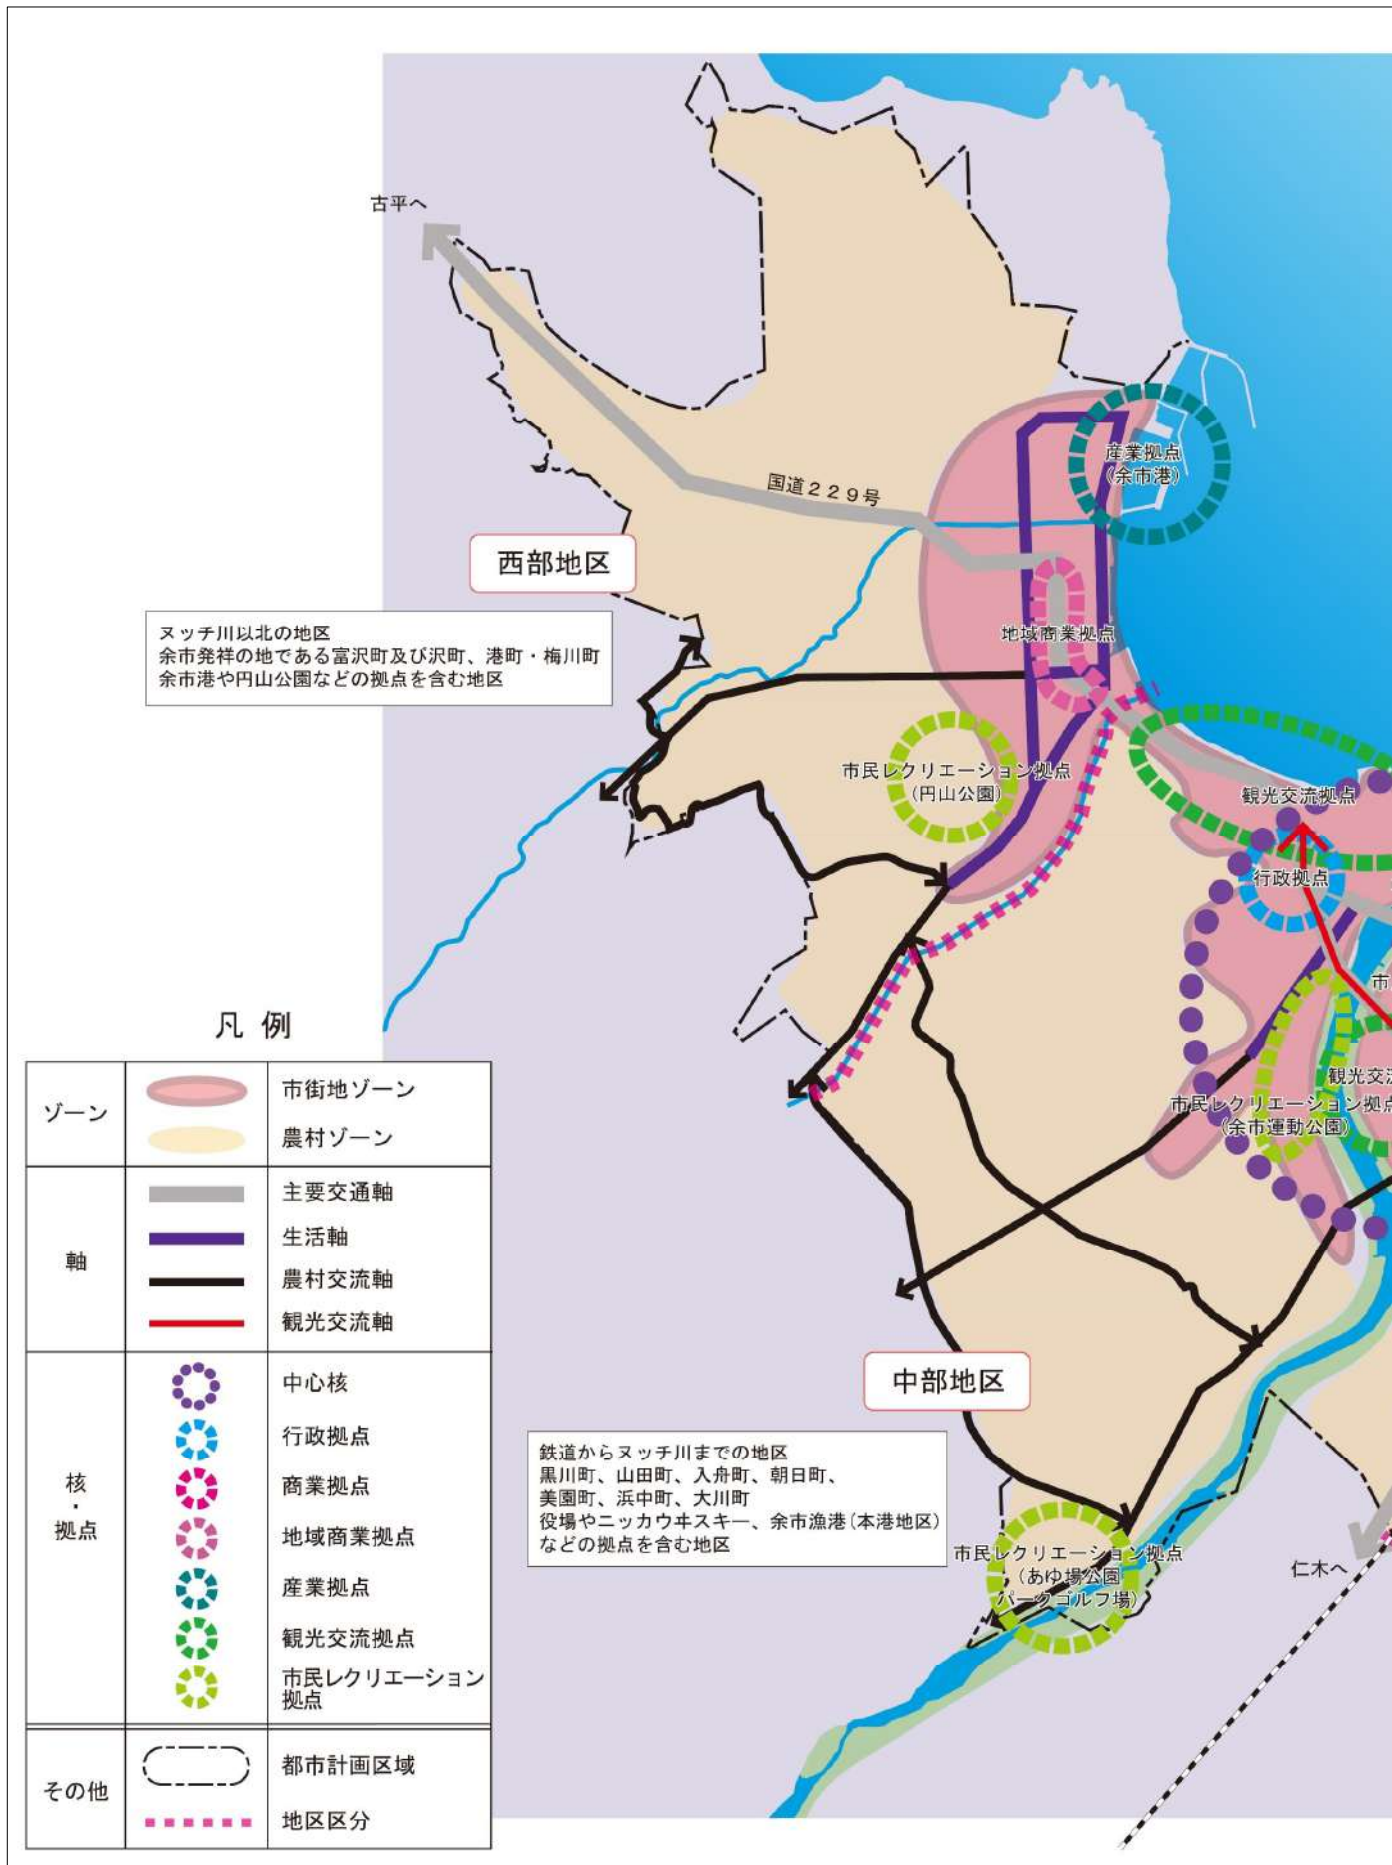 古平へ
国道229号
産業拠点
(余市港)
西部地区
ヌッチ川以北の地区
余市発祥の地である富沢町及び沢町、港町・梅川町
余市港や円山公園などの拠点を含む地区
地域商業拠点
市民レクリエーション拠点
(円山公園)
観光交流拠点
行政拠点
市
観光交流
市民レクリエーション拠点
(余市運動公園)
中部地区
鉄道からヌッチ川までの地区
黒川町、山田町、入舟町、朝日町、
美園町、浜中町、大川町
役場やニッカウヰスキー、余市漁港(本港地区)
などの拠点を含む地区
市民レクリエーション拠点
(あゆ場公園
パークゴルフ場)
仁木へ
凡 例
ゾーン
市街地ゾーン
農村ゾーン
軸
主要交通軸
生活軸
農村交流軸
観光交流軸
核・拠点
中心核
行政拠点
商業拠点
地域商業拠点
産業拠点
観光交流拠点
市民レクリエーション
拠点
その他
都市計画区域
地区区分